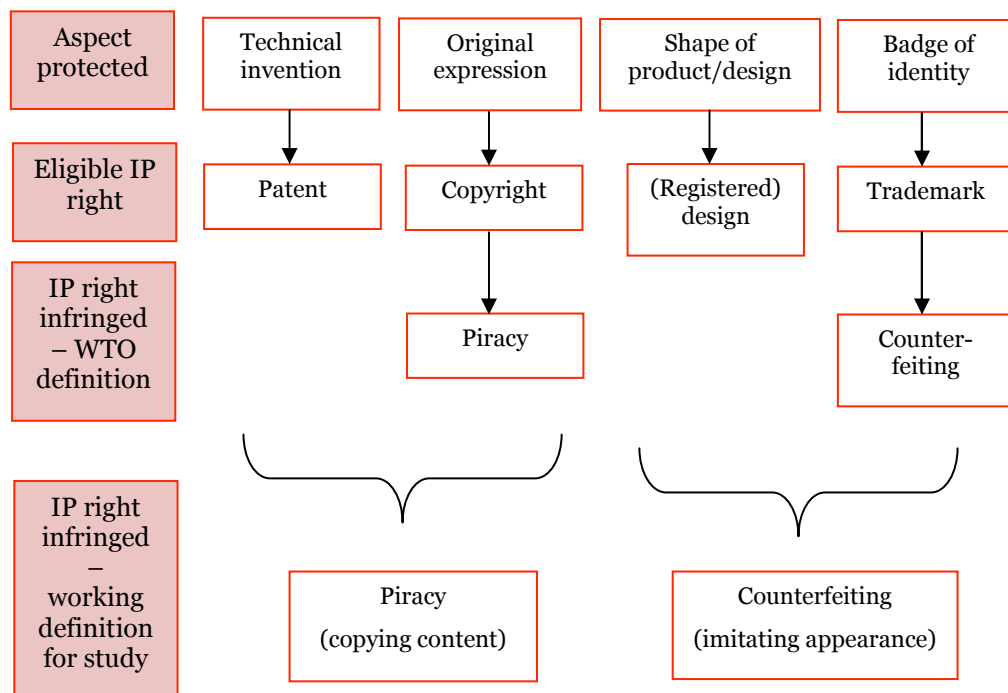 Aspect
protected
Technical
invention
Original
expression
Shape of
product/design
Badge of
identity
Eligible IP
right
Patent
Copyright
(Registered)
design
Trademark
IP right
infringed
– WTO
definition
Piracy
Counter-
feiting
IP right
infringed
–
working
definition
for study
Piracy
(copying content)
Counterfeiting
(imitating appearance)